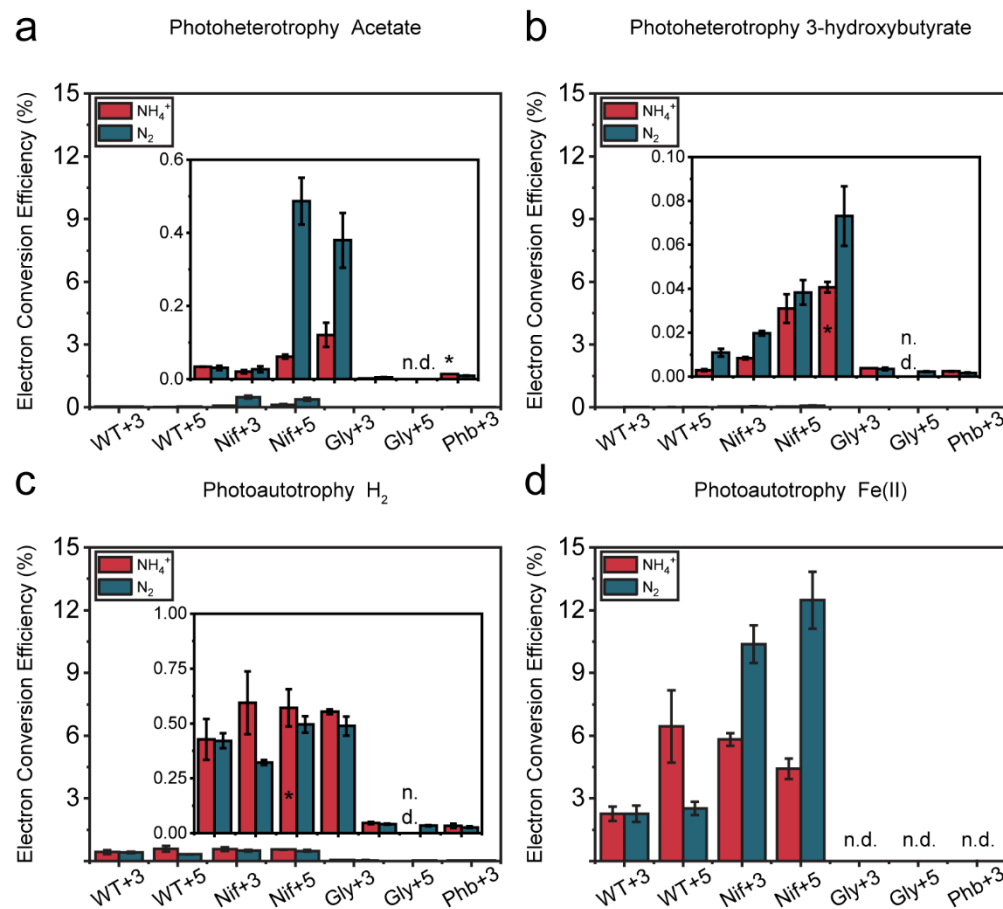 a
Photoheterotrophy Acetate
Electron Conversion Efficiency (%)
15
12
9
6
3
0
NH₄⁺
N₂
0.6
0.4
0.2
0.0
n.d.
*
WT+3
WT+5
Nif+3
Nif+5
Gly+3
Gly+5
Phb+3
b
Photoheterotrophy 3-hydroxybutyrate
Electron Conversion Efficiency (%)
15
12
9
6
3
0
NH₄⁺
N₂
0.10
0.08
0.06
0.04
0.02
0.00
*
n.
d.
WT+3
WT+5
Nif+3
Nif+5
Gly+3
Gly+5
Phb+3
c
Photoautotrophy H₂
Electron Conversion Efficiency (%)
15
12
9
6
3
NH₄⁺
N₂
1.00
0.75
0.50
0.25
0.00
*
n.
d.
WT+3
WT+5
Nif+3
Nif+5
Gly+3
Gly+5
Phb+3
d
Photoautotrophy Fe(II)
Electron Conversion Efficiency (%)
15
12
9
6
3
NH₄⁺
N₂
n.d.
n.d.
n.d.
WT+3
WT+5
Nif+3
Nif+5
Gly+3
Gly+5
Phb+3